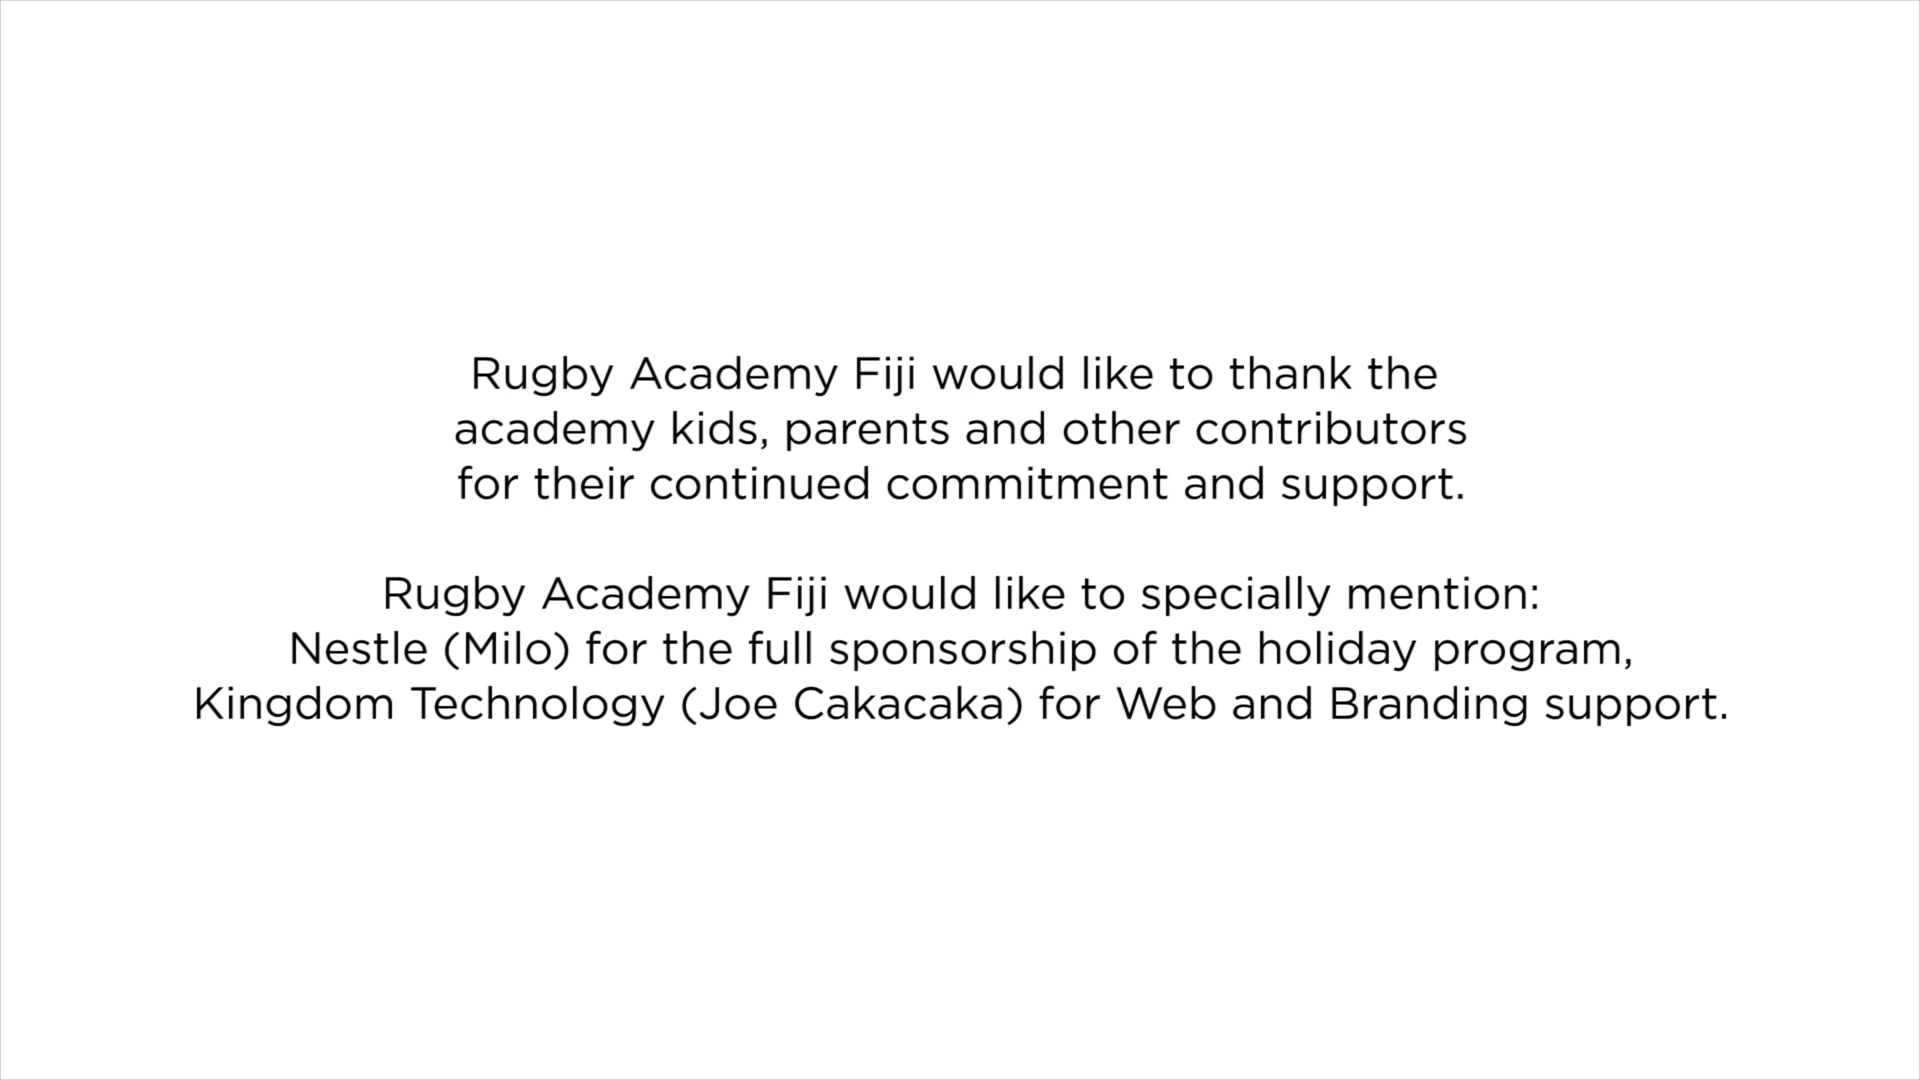 Rugby Academy Fiji would like to thank the
academy kids, parents and other contributors
for their continued commitment and support.
Rugby Academy Fiji would like to specially mention:
Nestle (Milo) for the full sponsorship of the holiday program,
Kingdom Technology (Joe Cakacaka) for Web and Branding support.